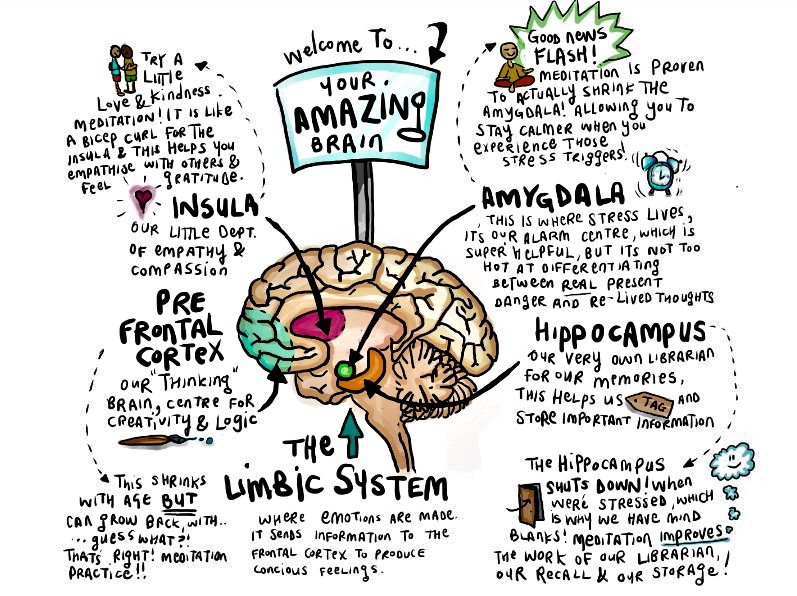 Welcome To...
YOUR
AMAZING
BRAIN
TRY A
LITTLE
LOVE & KINDNESS
MEDITATION! IT IS LIKE
A BICEP CURL FOR THE
INSULA & THIS HELPS YOU
EMPATHISE WITH OTHERS &
FEEL GRATITUDE.
INSULA
OUR LITTLE DEPT.
OF EMPATHY &
COMPASSION
PRE
FRONTAL
CORTEX
OUR "THINKING"
BRAIN, CENTRE FOR
CREATIVITY & LOGIC
THIS SHRINKS
WITH AGE BUT
CAN GROW BACK, WITH..
... GUESS WHAT?!
THATS RIGHT! MEDITATION
PRACTICE!!
THE
LIMBIC SYSTEM
WHERE EMOTIONS ARE MADE.
IT SENDS INFORMATION TO THE
FRONTAL CORTEX TO PRODUCE
CONCIOUS FEELINGS.
GOOD NEWS
FLASH!
MEDITATION IS PROVEN
TO ACTUALLY SHRINK THE
AMYGDALA! ALLOWING YOU TO
STAY CALMER WHEN YOU
EXPERIENCE THOSE
STRESS TRIGGERS!
AMYGDALA
THIS IS WHERE STRESS LIVES,
ITS OUR ALARM CENTRE, WHICH IS
SUPER HELPFUL, BUT ITS NOT TOO
HOT AT DIFFERENTIATING
BETWEEN REAL PRESENT
DANGER AND RE-LIVED THOUGHTS
HIPPOCAMPUS
OUR VERY OWN LIBRARIAN
FOR OUR MEMORIES,
THIS HELPS US TAG AND
STORE IMPORTANT INFORMATION
THE HIPPOCAMPUS
SHUTS DOWN! WHEN
WERE STRESSED, WHICH
IS WHY WE HAVE MIND
BLANKS! MEDITATION IMPROVES
THE WORK OF OUR LIBRARIAN,
OUR RECALL & OUR STORAGE!